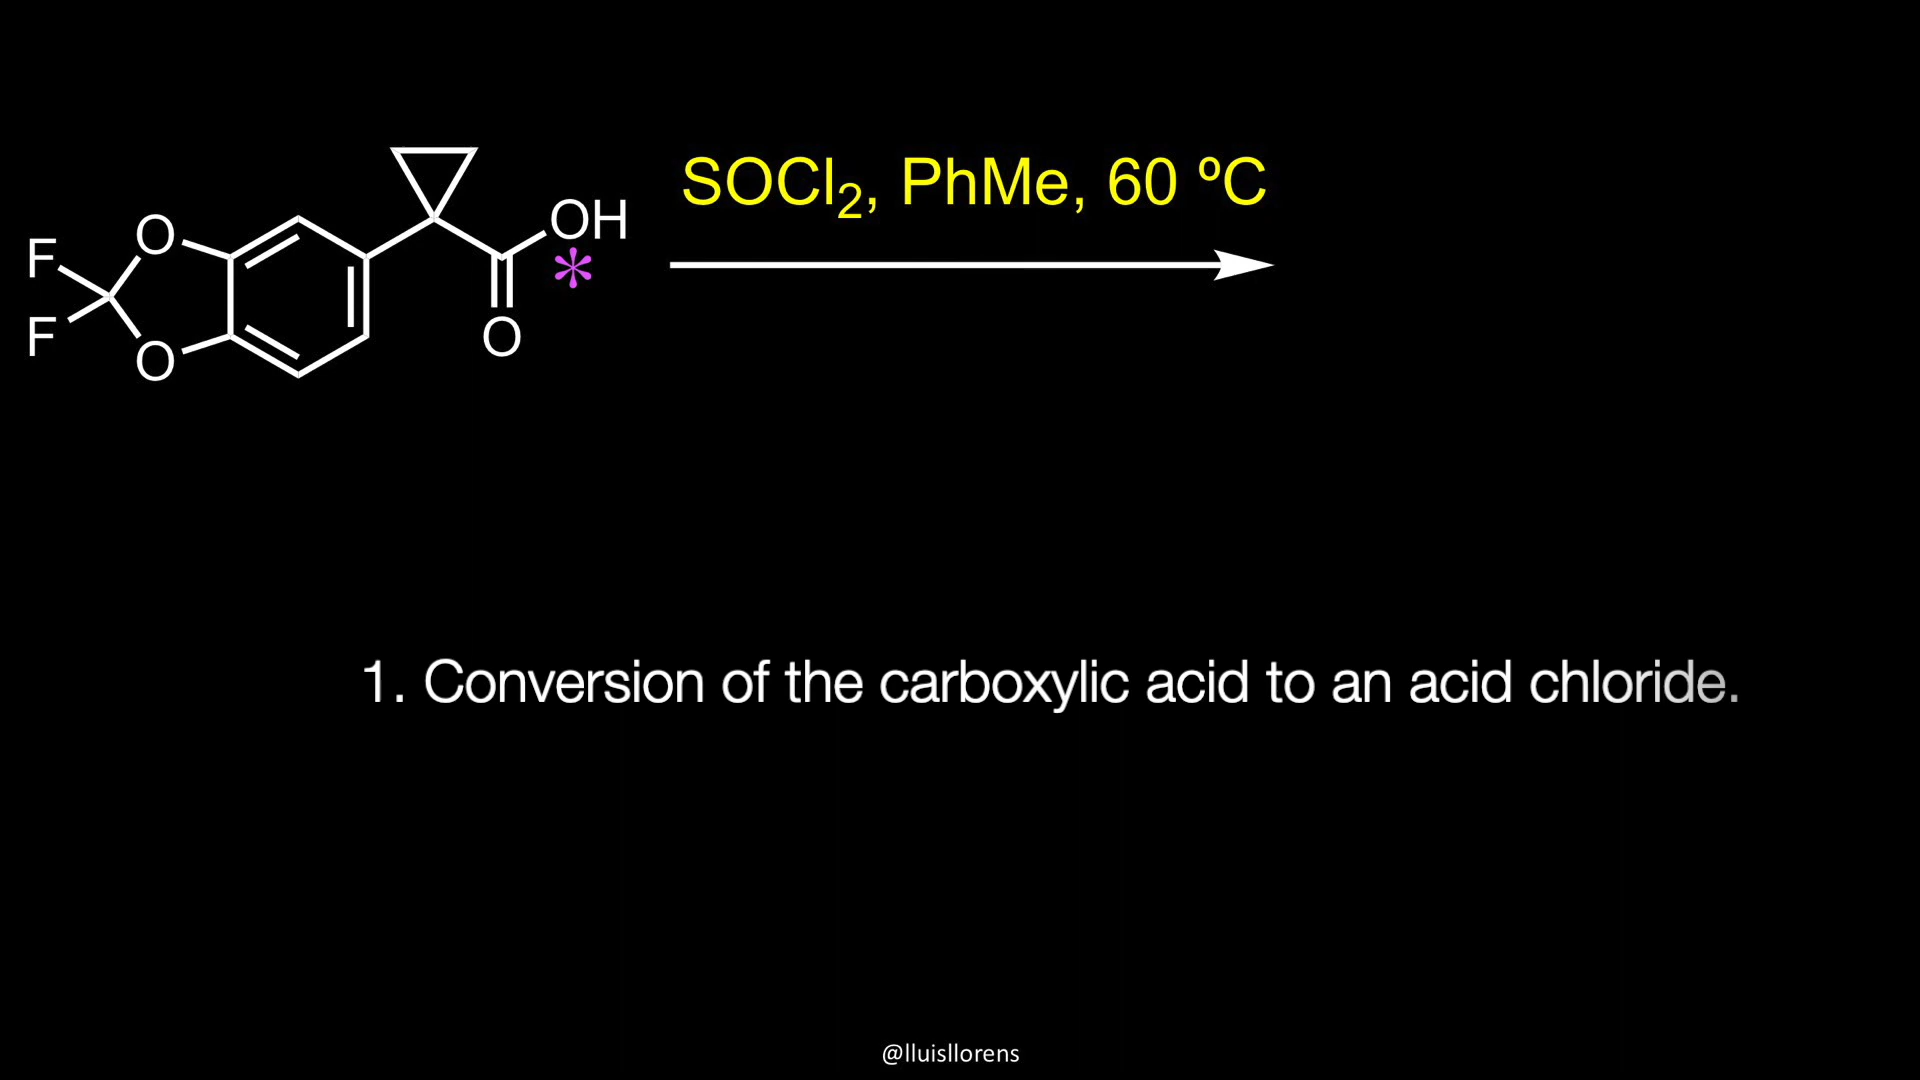 SOCl₂, PhMe, 60 ºC
O
OH
F
*
F
O
O
1. Conversion of the carboxylic acid to an acid chloride.
@lluisllorens